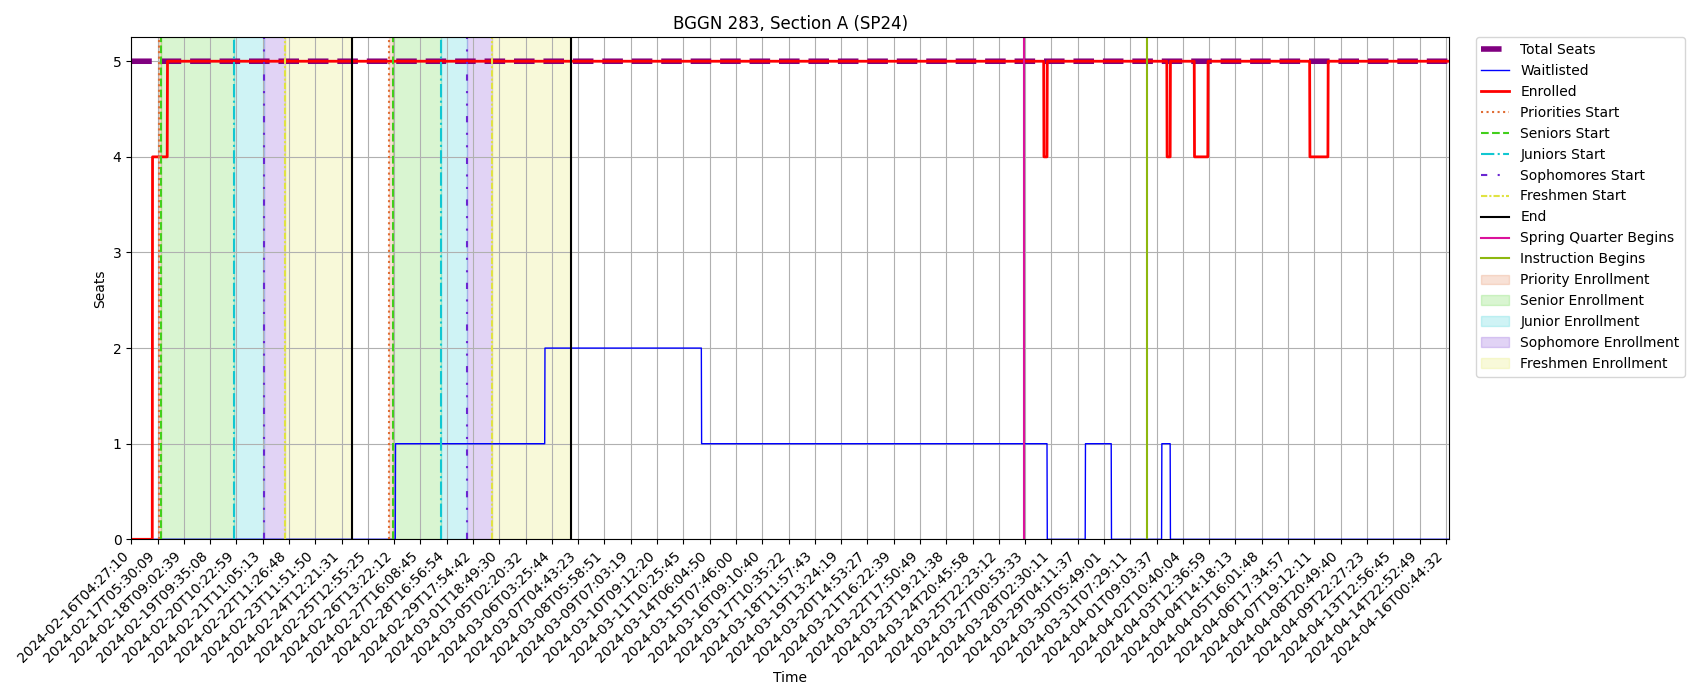 BGGN 283, Section A (SP24)
Seats
5
4
3
2
1
0
2024-02-16T04:27:10
2024-02-17T05:30:09
2024-02-18T09:02:39
2024-02-19T09:35:08
2024-02-20T10:22:59
2024-02-21T11:05:13
2024-02-22T11:26:48
2024-02-23T11:51:50
2024-02-24T12:21:31
2024-02-25T12:55:25
2024-02-26T13:22:12
2024-02-27T16:08:45
2024-02-28T16:56:54
2024-02-29T17:54:42
2024-03-01T18:49:30
2024-03-05T02:20:32
2024-03-06T03:25:44
2024-03-07T04:43:23
2024-03-08T05:58:51
2024-03-09T07:03:19
2024-03-10T09:12:20
2024-03-11T10:25:45
2024-03-14T06:04:50
2024-03-15T07:46:00
2024-03-16T09:10:40
2024-03-17T10:35:22
2024-03-18T11:57:43
2024-03-19T13:24:19
2024-03-20T14:53:27
2024-03-21T16:22:39
2024-03-22T17:50:49
2024-03-23T19:21:38
2024-03-24T20:45:58
2024-03-25T22:23:12
2024-03-27T00:53:33
2024-03-28T02:30:11
2024-03-29T04:11:37
2024-03-30T05:49:01
2024-03-31T07:29:11
2024-04-01T09:03:37
2024-04-02T10:40:04
2024-04-03T12:36:59
2024-04-04T14:18:13
2024-04-05T16:01:48
2024-04-06T17:34:57
2024-04-07T19:12:11
2024-04-08T20:49:40
2024-04-09T22:27:23
2024-04-13T12:56:45
2024-04-14T22:52:49
2024-04-16T00:44:32
Time
Total Seats
Waitlisted
Enrolled
Priorities Start
Seniors Start
Juniors Start
Sophomores Start
Freshmen Start
End
Spring Quarter Begins
Instruction Begins
Priority Enrollment
Senior Enrollment
Junior Enrollment
Sophomore Enrollment
Freshmen Enrollment